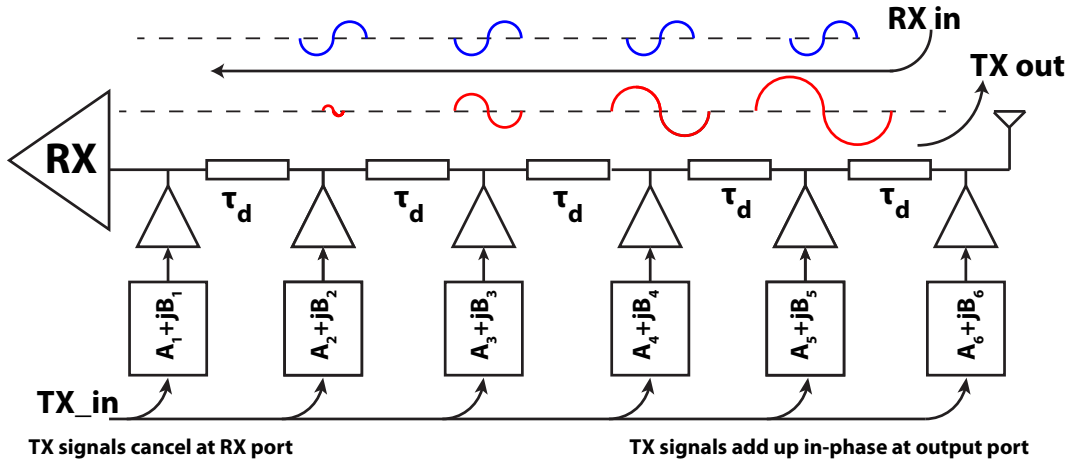 RX in
TX out
RX
τd τd τd τd τd
A1+jB1 A2+jB2 A3+jB3 A4+jB4 A5+jB5 A6+jB6
TX_in
TX signals cancel at RX port
TX signals add up in-phase at output port